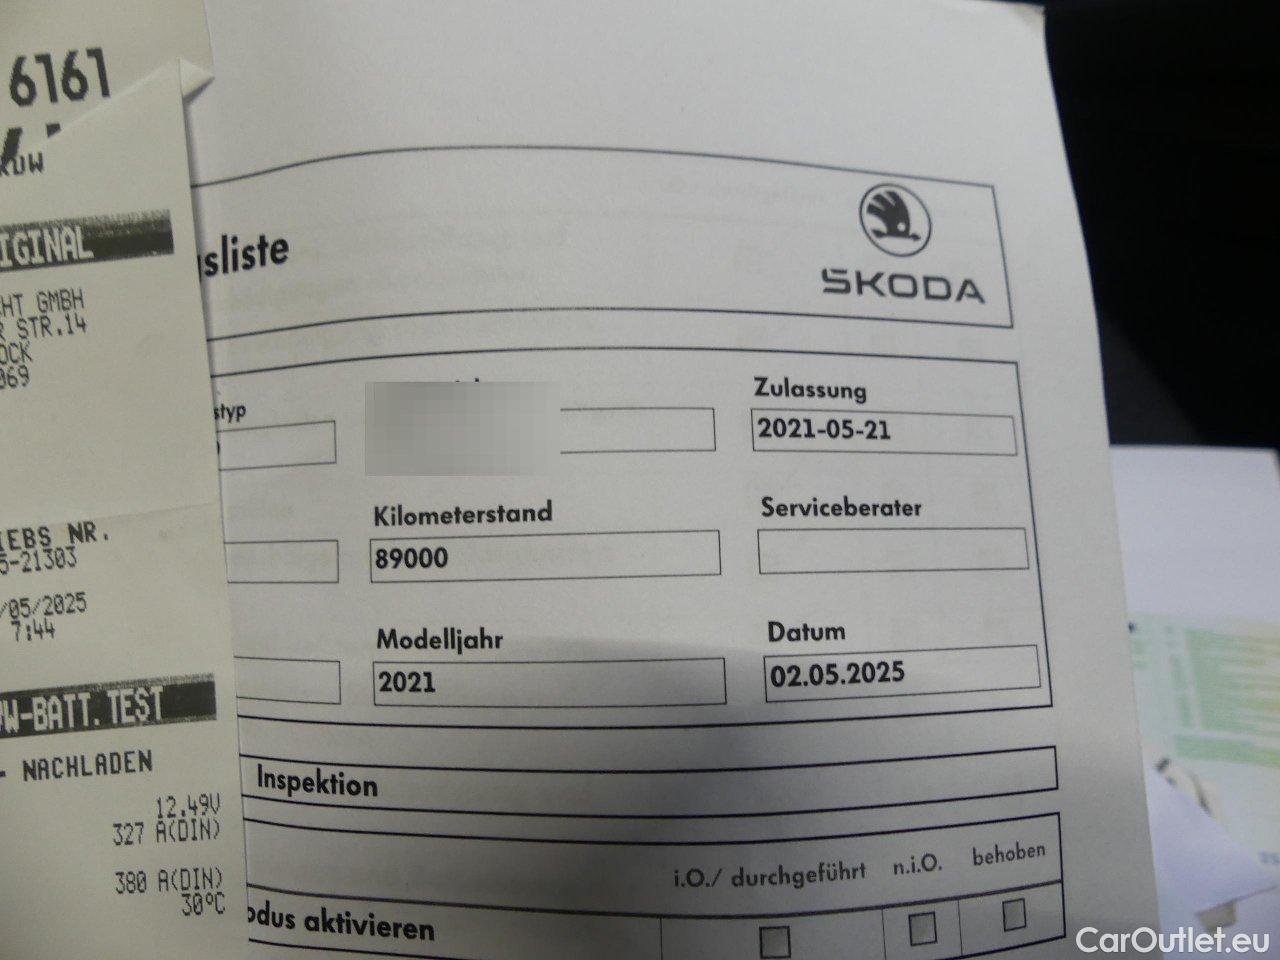 6161
KUW
IGINAL
HT GMBH
R STR.14
OCK
069
IEBS NR.
5-21303
/05/2025
7:44
W-BATT.TEST
- NACHLADEN
12.49V
327 A(DIN)
380 A(DIN)
30°C
sliste
ŠKODA
styp
Zulassung
2021-05-21
Kilometerstand
89000
Serviceberater
Modelljahr
2021
Datum
02.05.2025
Inspektion
i.O./ durchgeführt n.i.O. behoben
odus aktivieren
CarOutlet.eu